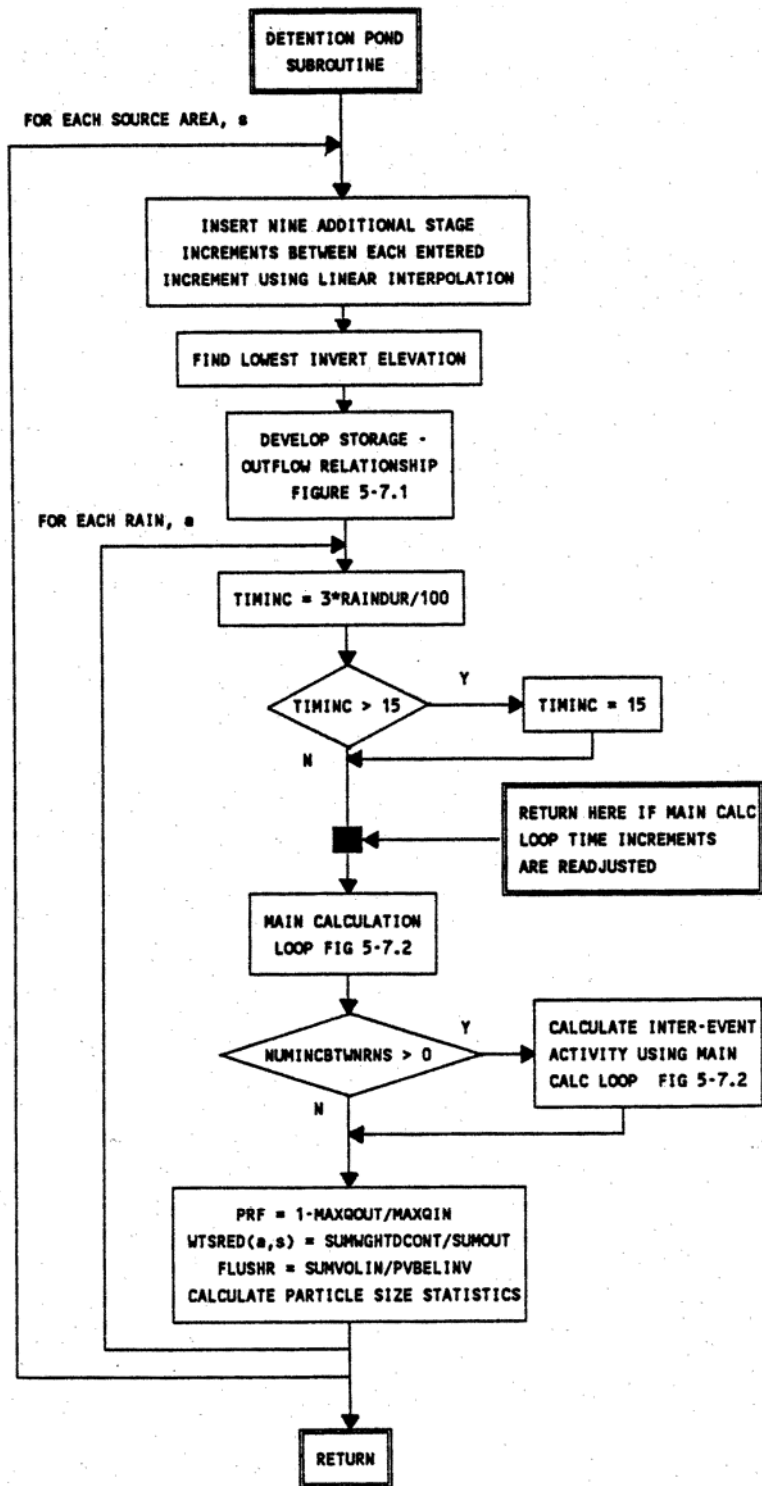 DETENTION POND
SUBROUTINE
FOR EACH SOURCE AREA, s
INSERT NINE ADDITIONAL STAGE
INCREMENTS BETWEEN EACH ENTERED
INCREMENT USING LINEAR INTERPOLATION
FIND LOWEST INVERT ELEVATION
DEVELOP STORAGE -
OUTFLOW RELATIONSHIP
FIGURE 5-7.1
FOR EACH RAIN, a
TIMINC = 3*RAINDUR/100
TIMINC > 15
Y
TIMINC = 15
N
RETURN HERE IF MAIN CALC
LOOP TIME INCREMENTS
ARE READJUSTED
MAIN CALCULATION
LOOP FIG 5-7.2
NUMINCBTWNRNS > 0
Y
CALCULATE INTER-EVENT
ACTIVITY USING MAIN
CALC LOOP FIG 5-7.2
N
PRF = 1-MAXQOUT/MAXQIN
WTSRED(a,s) = SUMWGHTDCONT/SUMOUT
FLUSHR = SUMVOLIN/PVBELINV
CALCULATE PARTICLE SIZE STATISTICS
RETURN